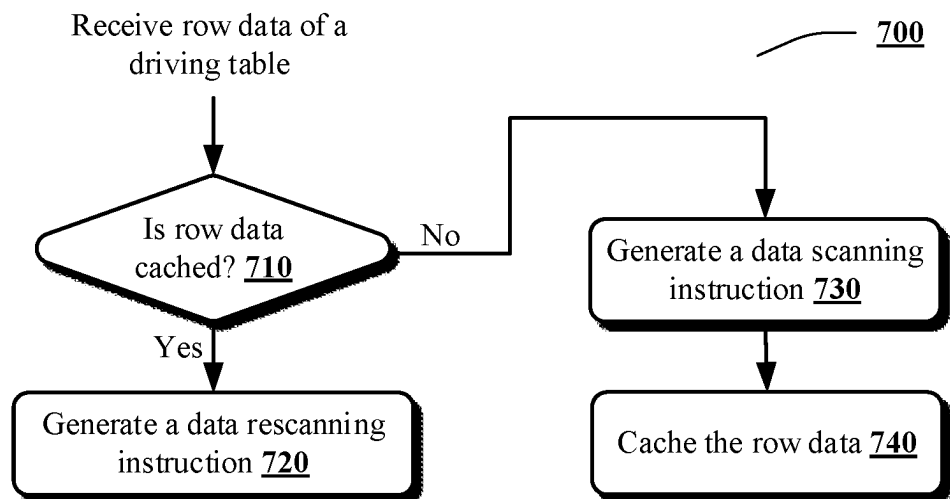 Receive row data of a
driving table
700
Is row data
cached? 710
No
Yes
Generate a data rescanning
instruction 720
Generate a data scanning
instruction 730
Cache the row data 740